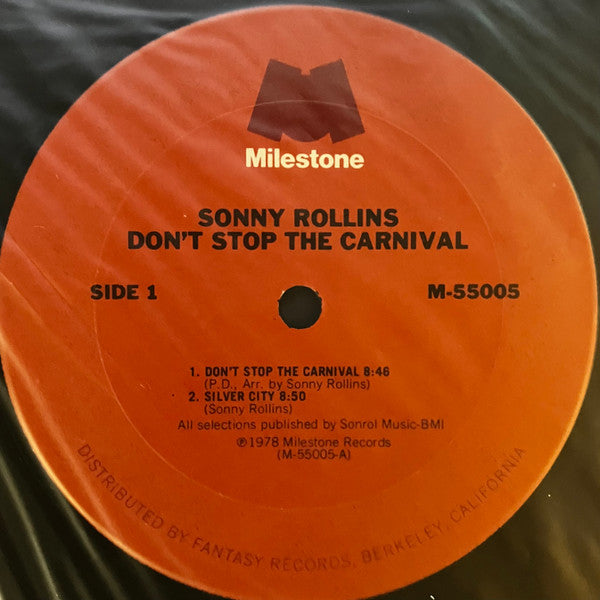 Milestone
SONNY ROLLINS
DON'T STOP THE CARNIVAL
SIDE 1
M-55005
1. DON'T STOP THE CARNIVAL 8:46
(P.D., Arr. by Sonny Rollins)
2. SILVER CITY 8:50
(Sonny Rollins)
All selections published by Sonrol Music-BMI
℗1978 Milestone Records
(M-55005-A)
DISTRIBUTED BY FANTASY RECORDS, BERKELEY, CALIFORNIA